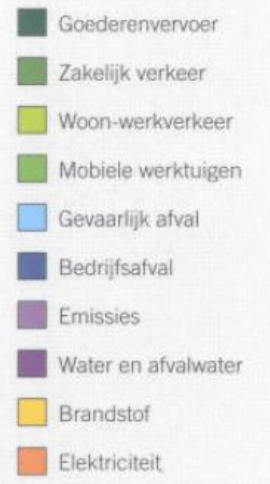 Goederenvervoer
Zakelijk verkeer
Woon-werkverkeer
Mobiele werktuigen
Gevaarlijk afval
Bedrijfsafval
Emissies
Water en afvalwater
Brandstof
Elektriciteit